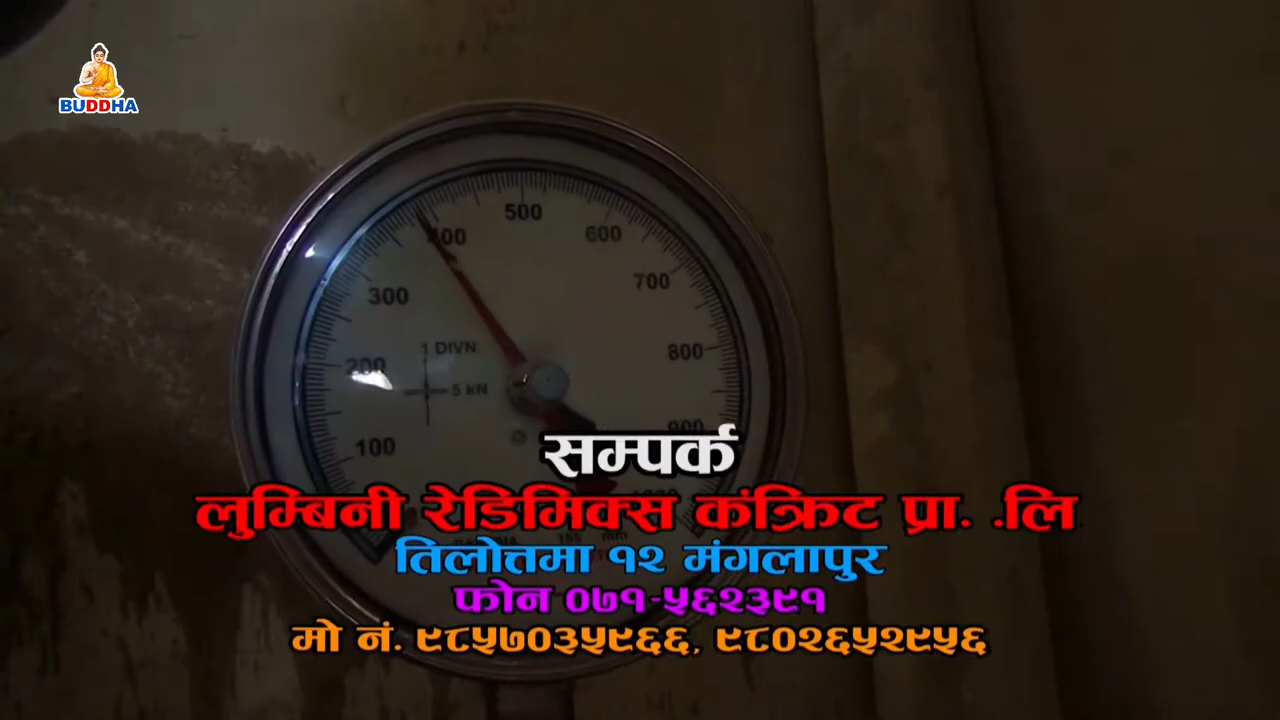 BUDDHA
500
400
600
700
300
1 DIVN.
800
200
5 kN
900
100
सम्पर्क
लुम्बिनी रेडिमिक्स कंक्रिट प्रा. .लि.
तिलोत्तमा १२ मंगलापुर
फोन ०७१-५६२३९१
मो नं. ९८५७०३५९६६, ९८०२६५२९५६